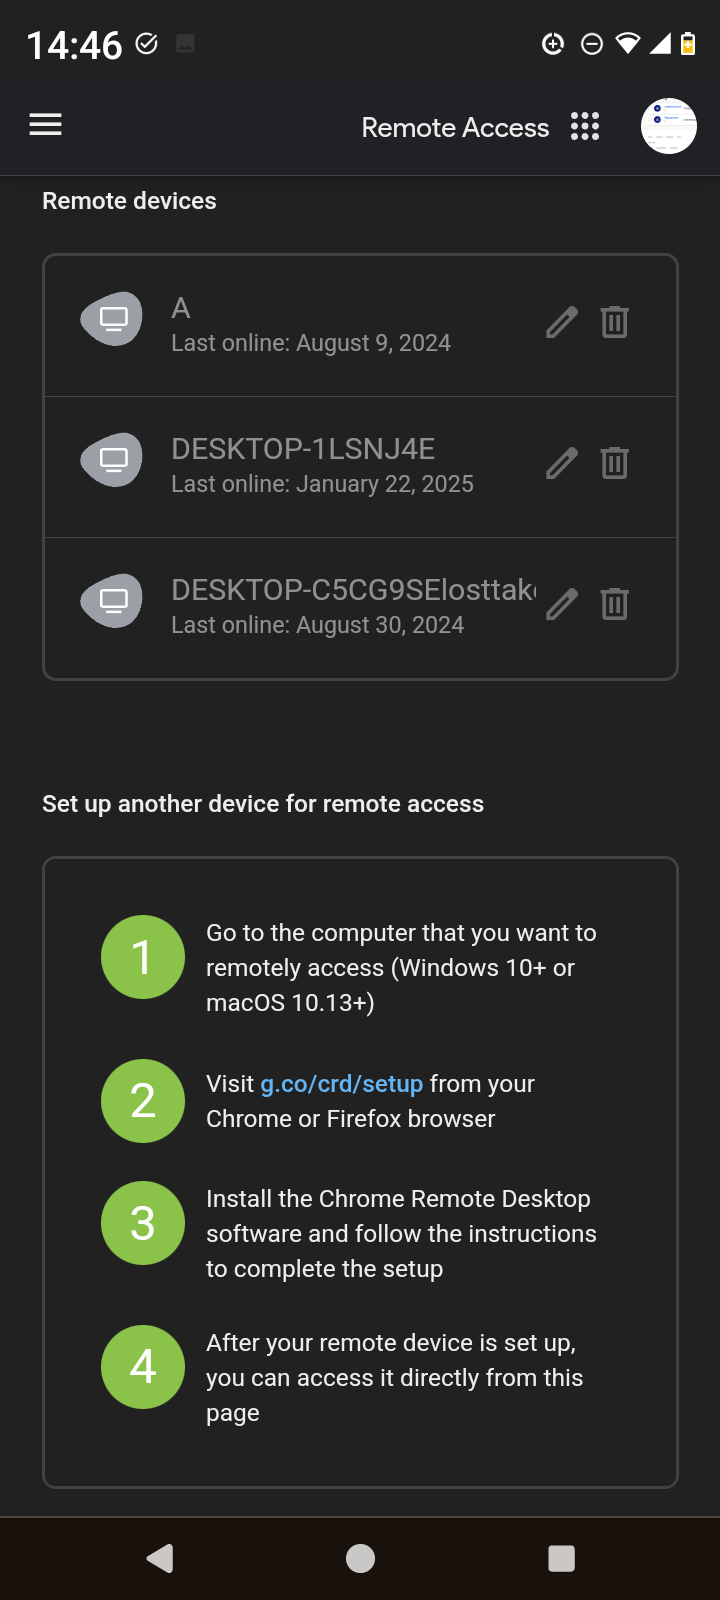 14:46
Remote Access
Remote devices
A
Last online: August 9, 2024
DESKTOP-1LSNJ4E
Last online: January 22, 2025
DESKTOP-C5CG9SElosttak
Last online: August 30, 2024
Set up another device for remote access
1
Go to the computer that you want to
remotely access (Windows 10+ or
macOS 10.13+)
2
Visit g.co/crd/setup from your
Chrome or Firefox browser
3
Install the Chrome Remote Desktop
software and follow the instructions
to complete the setup
4
After your remote device is set up,
you can access it directly from this
page